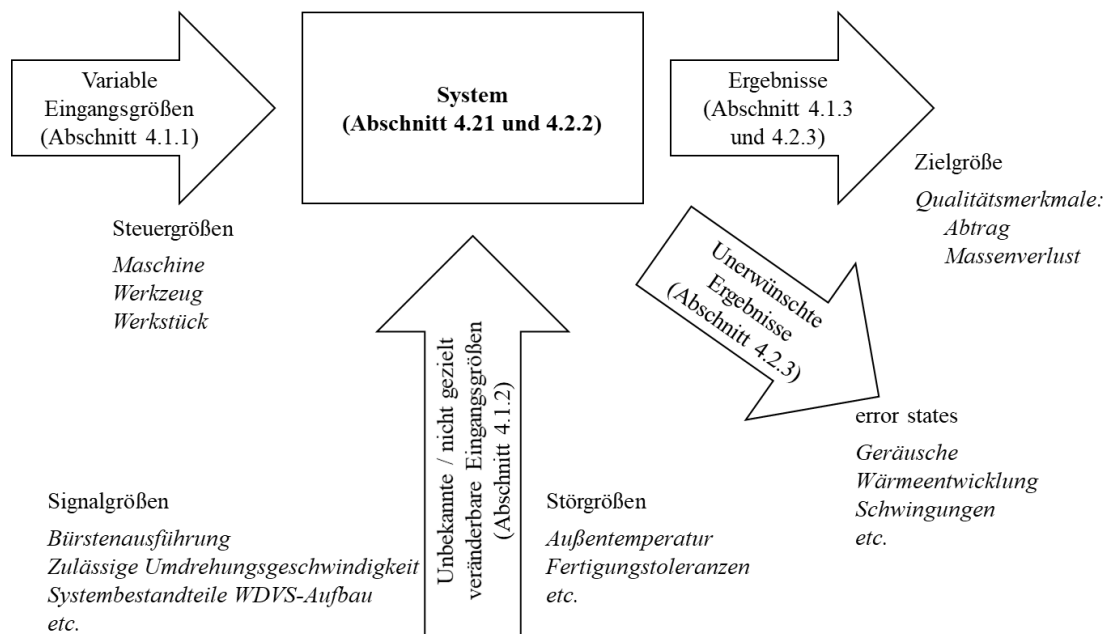 Variable
Eingangsgrößen
(Abschnitt 4.1.1)
System
(Abschnitt 4.21 und 4.2.2)
Ergebnisse
(Abschnitt 4.1.3
und 4.2.3)
Zielgröße
Qualitätsmerkmale:
Abtrag
Massenverlust
Steuergrößen
Maschine
Werkzeug
Werkstück
Unerwünschte
Ergebnisse
(Abschnitt 4.2.3)
error states
Geräusche
Wärmeentwicklung
Schwingungen
etc.
Unbekannte / nicht gezielt
veränderbare Eingangsgrößen
(Abschnitt 4.1.2)
Signalgrößen
Bürstenausführung
Zulässige Umdrehungsgeschwindigkeit
Systembestandteile WDVS-Aufbau
etc.
Störgrößen
Außentemperatur
Fertigungstoleranzen
etc.